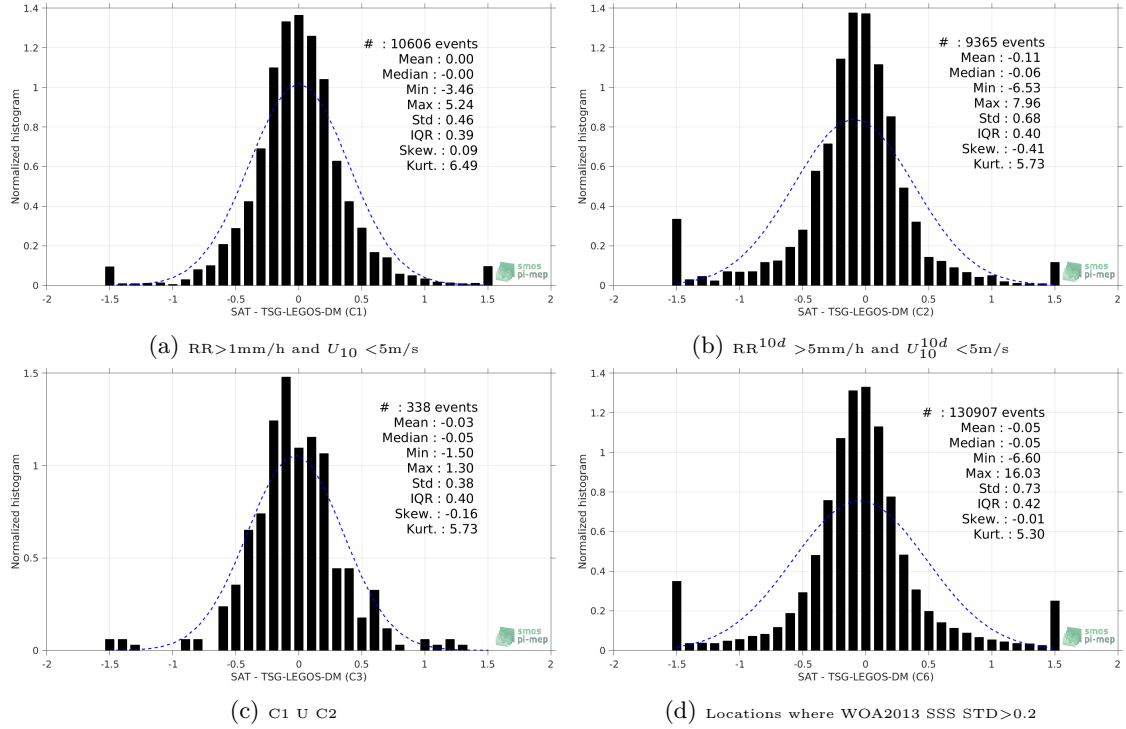 1.4
1.2
1
0.8
0.6
0.4
0.2
0
Normalized histogram
# : 10606 events
Mean : 0.00
Median : -0.00
Min : -3.46
Max : 5.24
Std : 0.46
IQR : 0.39
Skew. : 0.09
Kurt. : 6.49
smos
pi-mep
-2 -1.5 -1 -0.5 0 0.5 1 1.5 2
SAT - TSG-LEGOS-DM (C1)
(a) RR>1mm/h and U10 <5m/s
1.4
1.2
1
0.8
0.6
0.4
0.2
0
Normalized histogram
# : 9365 events
Mean : -0.11
Median : -0.06
Min : -6.53
Max : 7.96
Std : 0.68
IQR : 0.40
Skew. : -0.41
Kurt. : 5.73
smos
pi-mep
-2 -1.5 -1 -0.5 0 0.5 1 1.5 2
SAT - TSG-LEGOS-DM (C2)
(b) RR^10d >5mm/h and U10^10d <5m/s
1.5
1
0.5
0
Normalized histogram
# : 338 events
Mean : -0.03
Median : -0.05
Min : -1.50
Max : 1.30
Std : 0.38
IQR : 0.40
Skew. : -0.16
Kurt. : 5.73
smos
pi-mep
-2 -1.5 -1 -0.5 0 0.5 1 1.5 2
SAT - TSG-LEGOS-DM (C3)
(c) C1 U C2
1.4
1.2
1
0.8
0.6
0.4
0.2
0
Normalized histogram
# : 130907 events
Mean : -0.05
Median : -0.05
Min : -6.60
Max : 16.03
Std : 0.73
IQR : 0.42
Skew. : -0.01
Kurt. : 5.30
smos
pi-mep
-2 -1.5 -1 -0.5 0 0.5 1 1.5 2
SAT - TSG-LEGOS-DM (C6)
(d) Locations where WOA2013 SSS STD>0.2